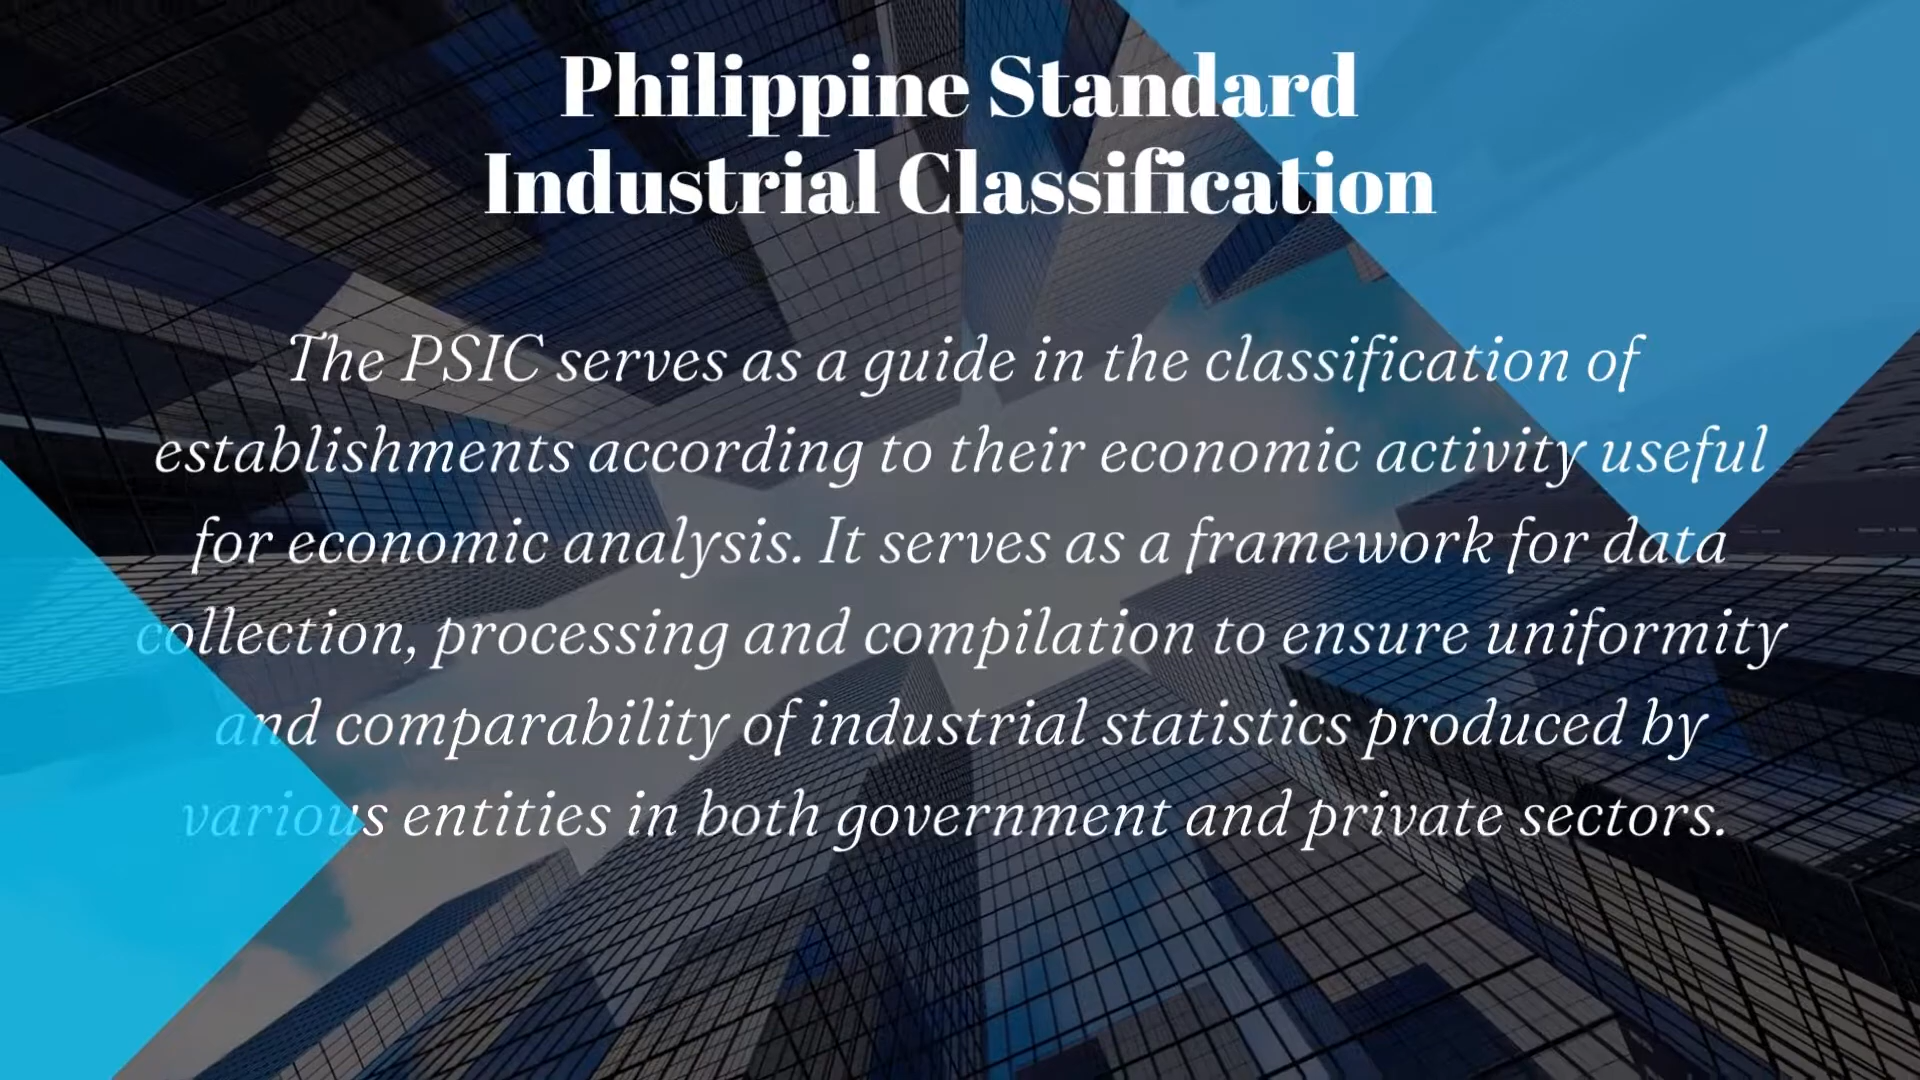 Philippine Standard
Industrial Classification
The PSIC serves as a guide in the classification of
establishments according to their economic activity useful
for economic analysis. It serves as a framework for data
collection, processing and compilation to ensure uniformity
and comparability of industrial statistics produced by
various entities in both government and private sectors.